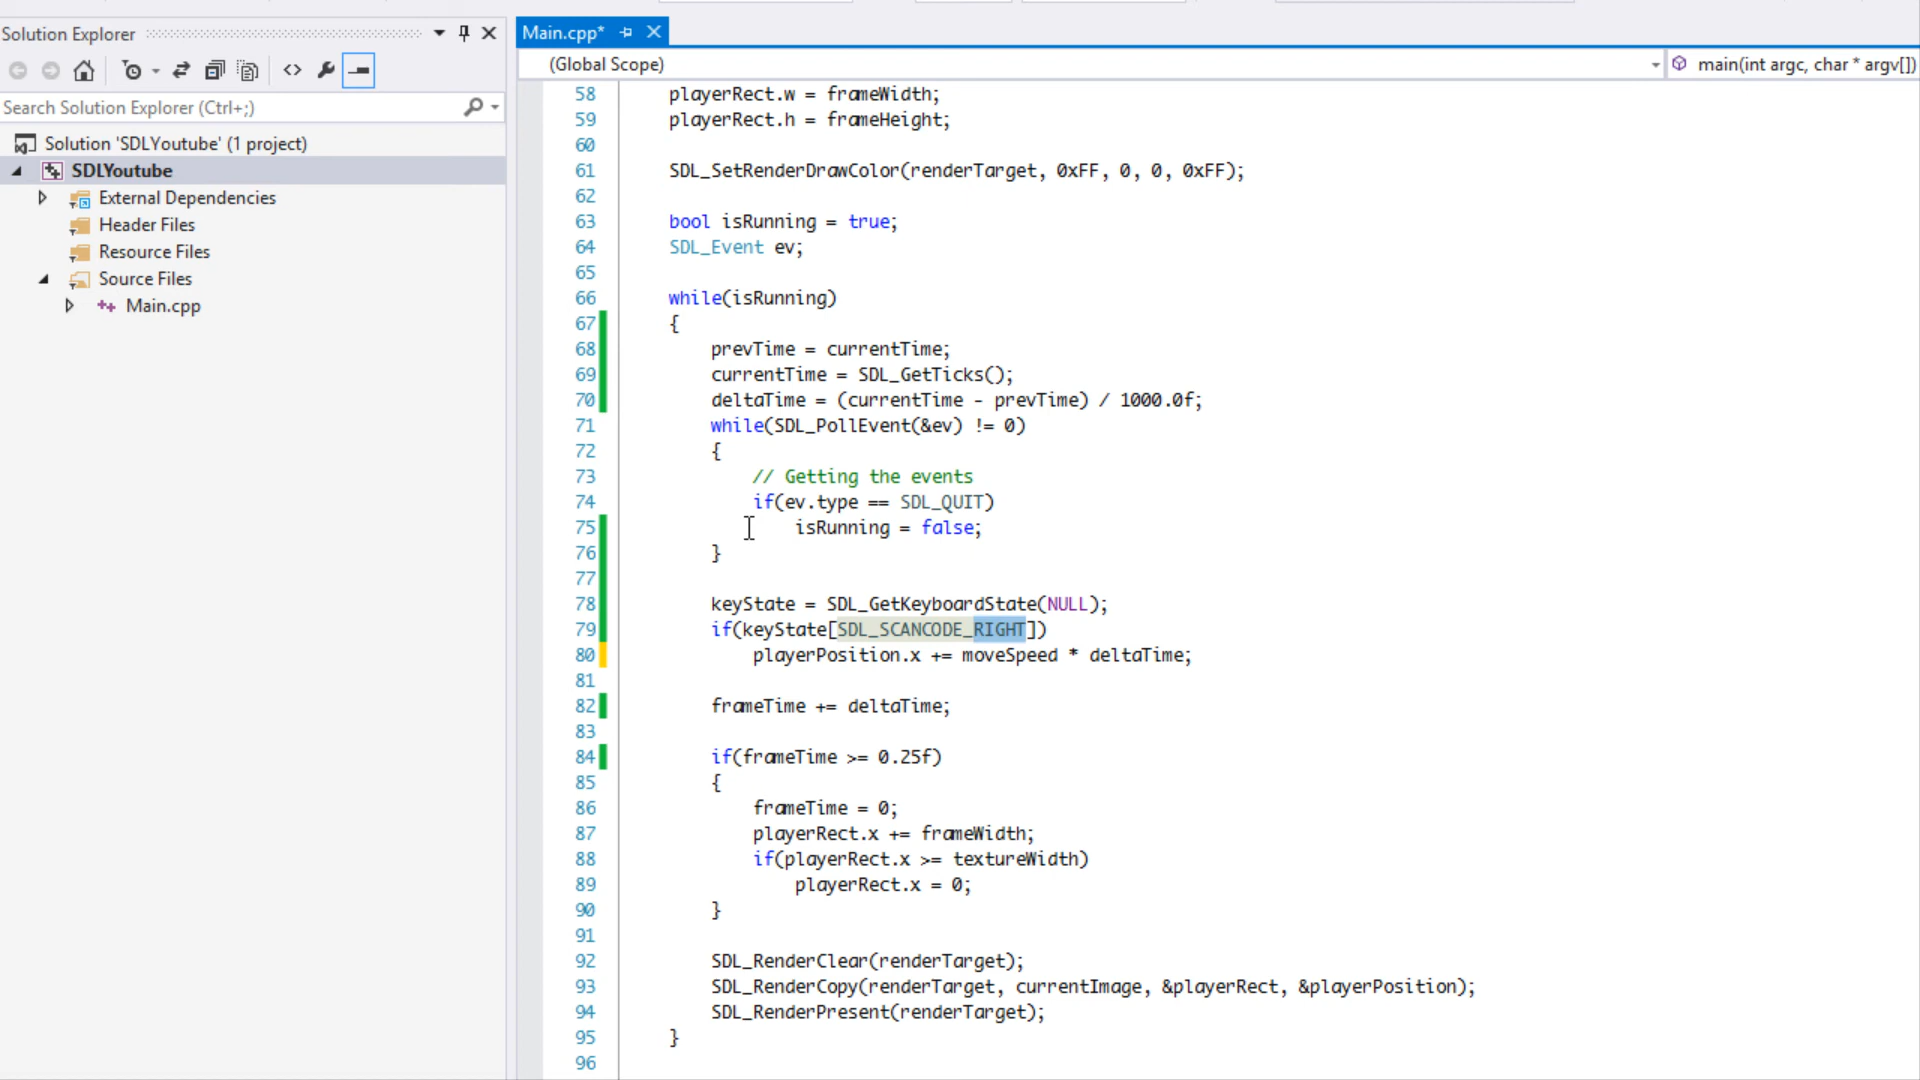 Solution Explorer
Search Solution Explorer (Ctrl+;)
Solution 'SDLYoutube' (1 project)
SDLYoutube
External Dependencies
Header Files
Resource Files
Source Files
Main.cpp
Main.cpp*
(Global Scope)
main(int argc, char * argv[])
58 playerRect.w = frameWidth;
59 playerRect.h = frameHeight;
60
61 SDL_SetRenderDrawColor(renderTarget, 0xFF, 0, 0, 0xFF);
62
63 bool isRunning = true;
64 SDL_Event ev;
65
66 while(isRunning)
67 {
68 prevTime = currentTime;
69 currentTime = SDL_GetTicks();
70 deltaTime = (currentTime - prevTime) / 1000.0f;
71 while(SDL_PollEvent(&ev) != 0)
72 {
73 // Getting the events
74 if(ev.type == SDL_QUIT)
75 isRunning = false;
76 }
77
78 keyState = SDL_GetKeyboardState(NULL);
79 if(keyState[SDL_SCANCODE_RIGHT])
80 playerPosition.x += moveSpeed * deltaTime;
81
82 frameTime += deltaTime;
83
84 if(frameTime >= 0.25f)
85 {
86 frameTime = 0;
87 playerRect.x += frameWidth;
88 if(playerRect.x >= textureWidth)
89 playerRect.x = 0;
90 }
91
92 SDL_RenderClear(renderTarget);
93 SDL_RenderCopy(renderTarget, currentImage, &playerRect, &playerPosition);
94 SDL_RenderPresent(renderTarget);
95 }
96